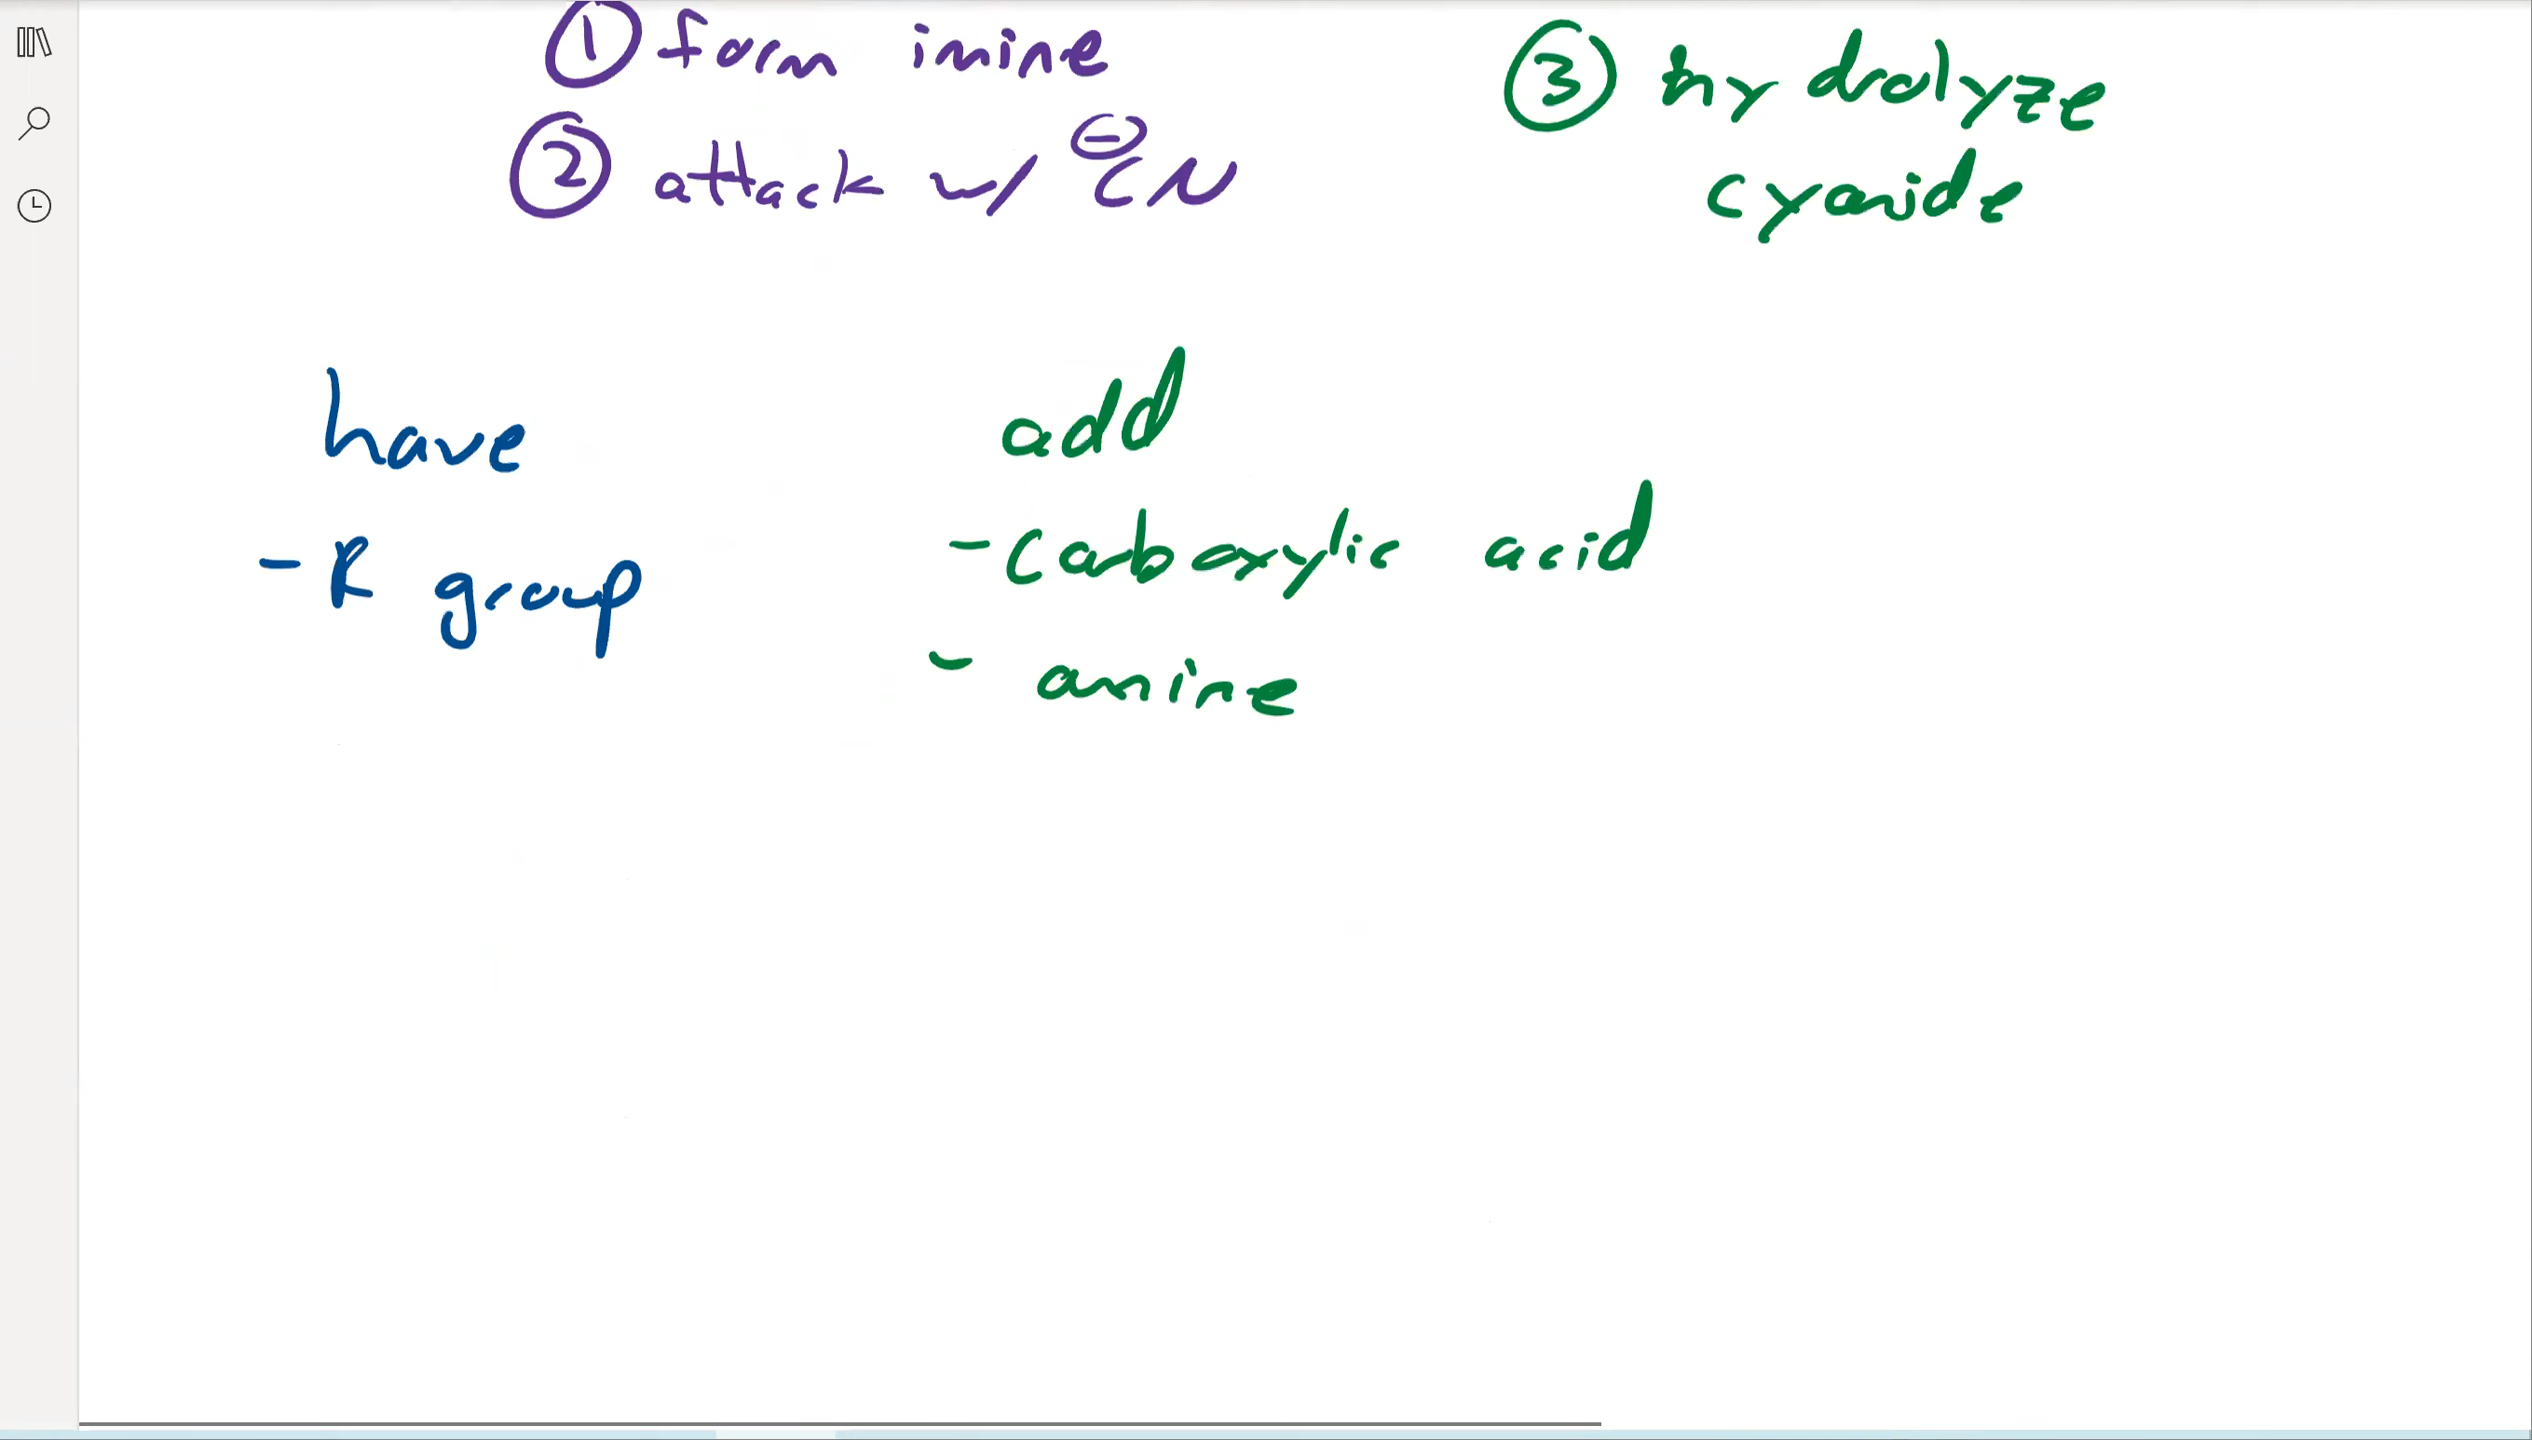 ① form imine
② attack w/ ⊖CN
③ hydrolyze
cyanide
have
- R group
add
- carboxylic acid
- amine